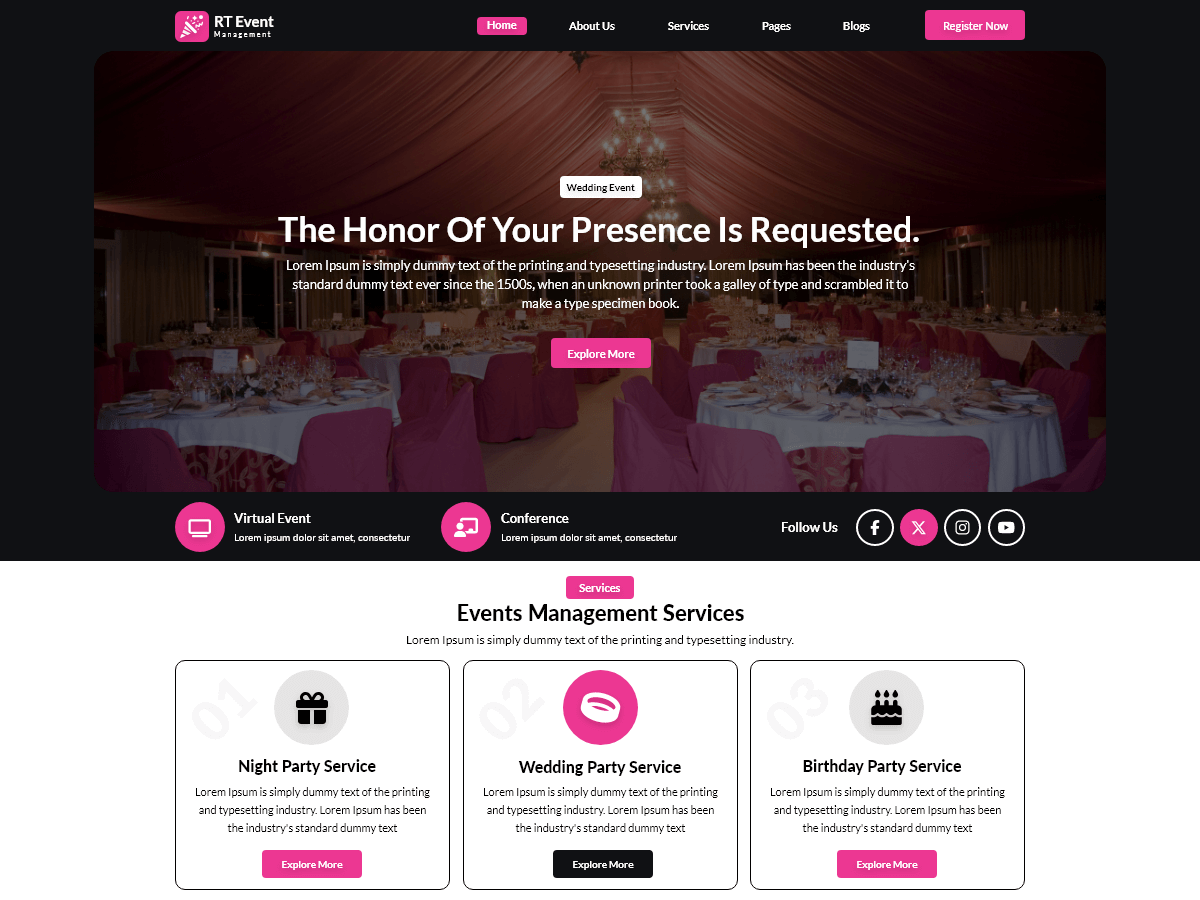 RT Event
Management
Home
About Us
Services
Pages
Blogs
Register Now
Wedding Event
The Honor Of Your Presence Is Requested.
Lorem Ipsum is simply dummy text of the printing and typesetting industry. Lorem Ipsum has been the industry's
standard dummy text ever since the 1500s, when an unknown printer took a galley of type and scrambled it to
make a type specimen book.
Explore More
Virtual Event
Lorem ipsum dolor sit amet, consectetur
Conference
Lorem ipsum dolor sit amet, consectetur
Follow Us
Services
Events Management Services
Lorem Ipsum is simply dummy text of the printing and typesetting industry.
01
Night Party Service
Lorem Ipsum is simply dummy text of the printing
and typesetting industry. Lorem Ipsum has been
the industry's standard dummy text
Explore More
02
Wedding Party Service
Lorem Ipsum is simply dummy text of the printing
and typesetting industry. Lorem Ipsum has been
the industry's standard dummy text
Explore More
03
Birthday Party Service
Lorem Ipsum is simply dummy text of the printing
and typesetting industry. Lorem Ipsum has been
the industry's standard dummy text
Explore More